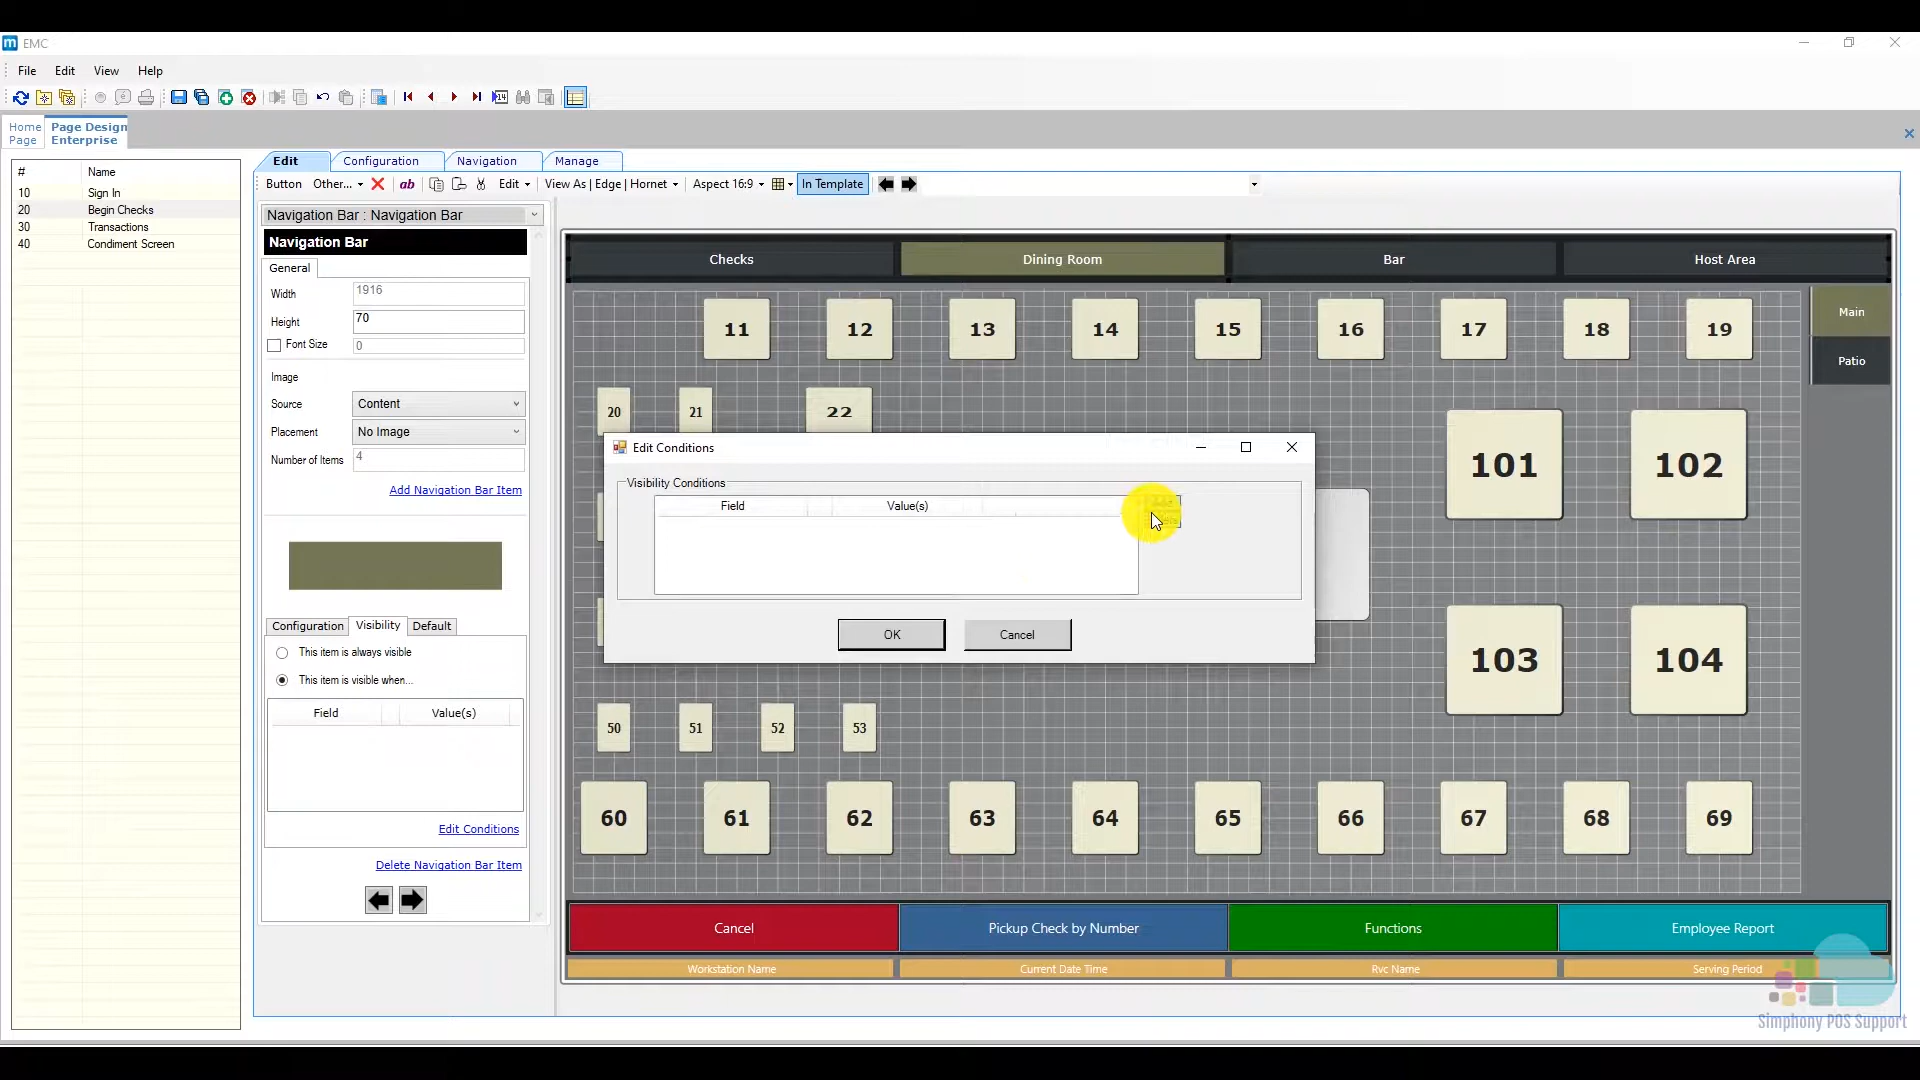 EMC
File Edit View Help
Home Page
Page Design Enterprise
# Name
10 Sign In
20 Begin Checks
30 Transactions
40 Condiment Screen
Edit Configuration Navigation Manage
Button Other... ab Edit View As | Edge | Hornet Aspect 16:9 In Template
Navigation Bar : Navigation Bar
Navigation Bar
General
Width 1916
Height 70
Font Size 0
Image
Source Content
Placement No Image
Number of Items 4
Add Navigation Bar Item
Configuration Visibility Default
This item is always visible
This item is visible when...
Field Value(s)
Edit Conditions
Delete Navigation Bar Item
Checks Dining Room Bar Host Area
11 12 13 14 15 16 17 18 19
Main
Patio
20 21 22
101 102
Edit Conditions
Visibility Conditions
Field Value(s)
OK Cancel
103 104
50 51 52 53
60 61 62 63 64 65 66 67 68 69
Cancel Pickup Check by Number Functions Employee Report
Workstation Name Current Date Time Rvc Name Serving Period
Simphony POS Support